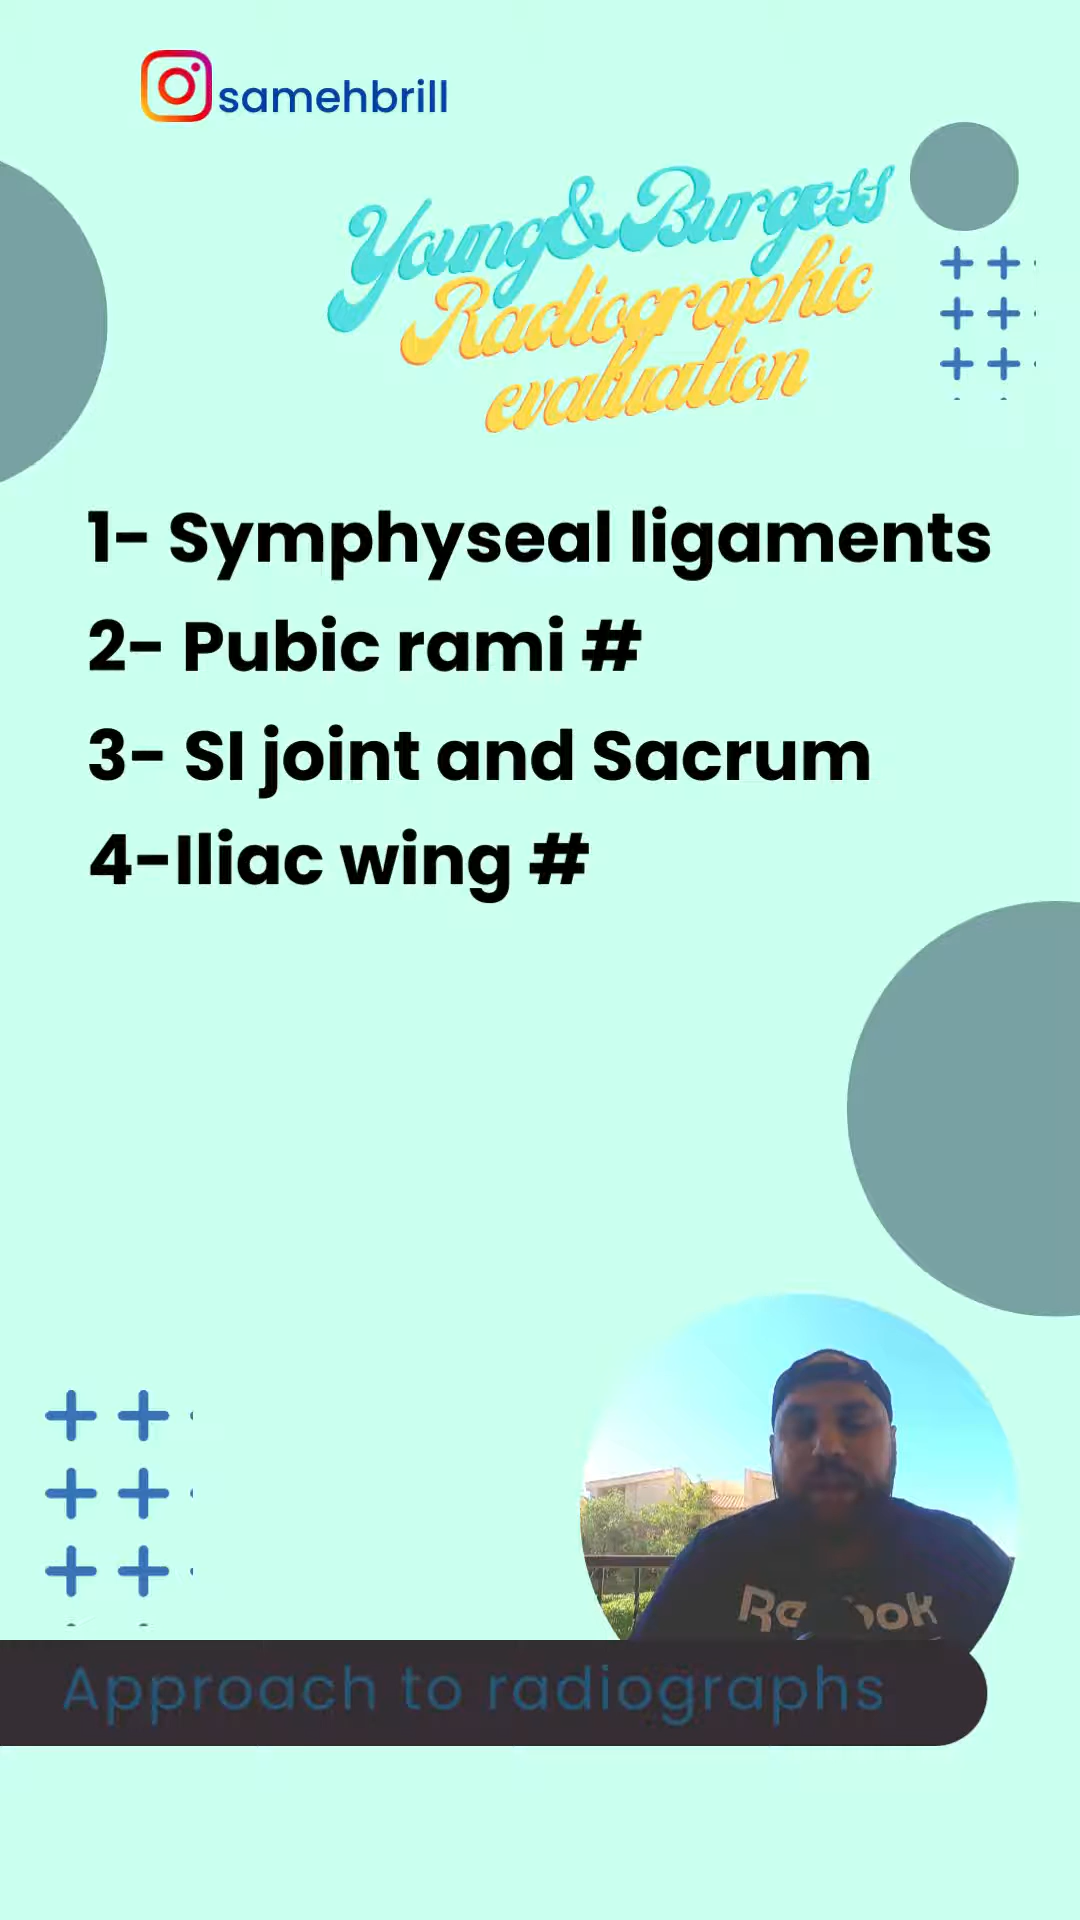 samehbrill
Young&Burgess
Radiographic
evaluation
1- Symphyseal ligaments
2- Pubic rami #
3- SI joint and Sacrum
4-Iliac wing #
Approach to radiographs